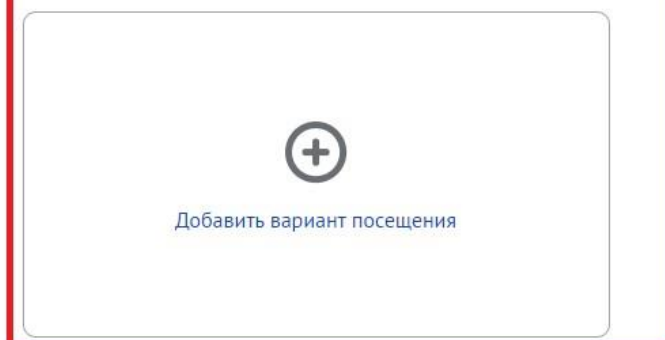 Добавить вариант посещения